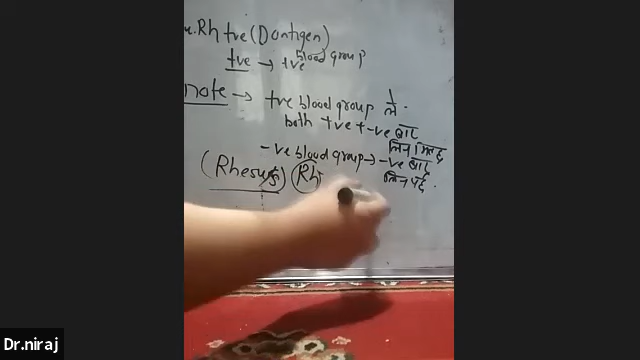 Rh +ve (D antigen)
+ve → +ve blood group
note → +ve blood group ले
both +ve + -ve बाट
लिन मिल्छ
-ve blood group → -ve बाट
लिन पर्छ.
(Rhesus) Rh
Dr.niraj